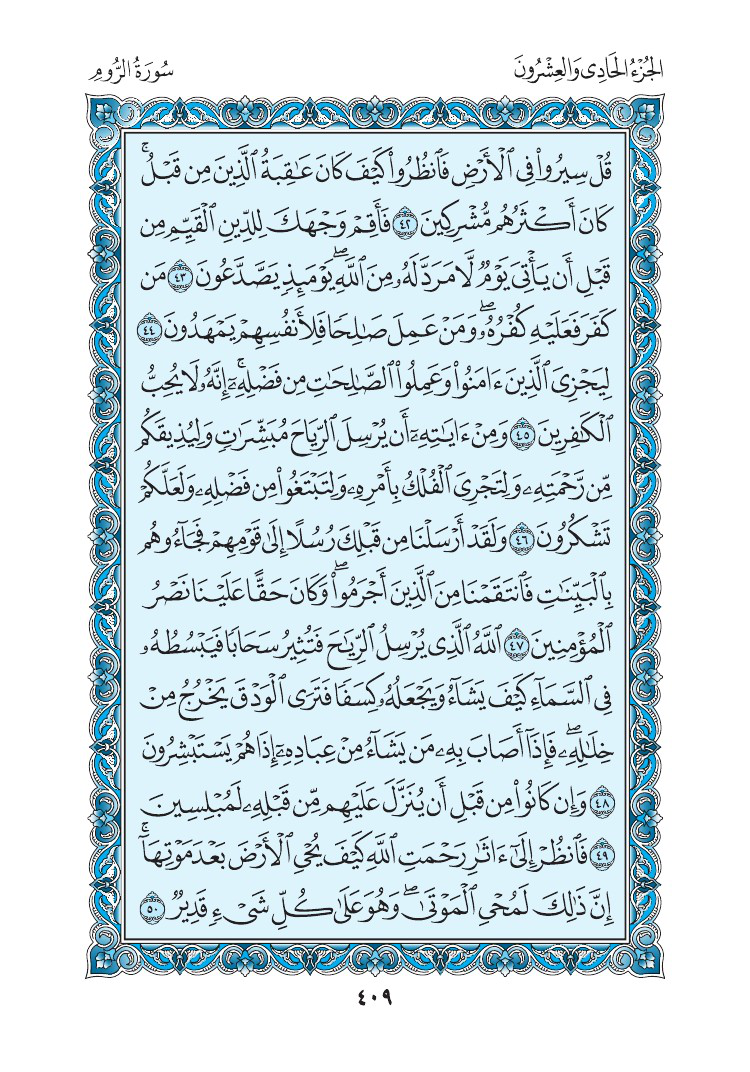 الجُزْءُ الحَادِى وَالعِشْرُونَ
سُورَةُ الرُّومِ
قُلْ سِيرُوا۟ فِى ٱلْأَرْضِ فَٱنظُرُوا۟ كَيْفَ كَانَ عَـٰقِبَةُ ٱلَّذِينَ مِن قَبْلُ ۚ
كَانَ أَكْثَرُهُم مُّشْرِكِينَ ٤٢ فَأَقِمْ وَجْهَكَ لِلدِّينِ ٱلْقَيِّمِ مِن
قَبْلِ أَن يَأْتِىَ يَوْمٌ لَّا مَرَدَّ لَهُۥ مِنَ ٱللَّهِ ۖ يَوْمَئِذٍ يَصَّدَّعُونَ ٤٣ مَن
كَفَرَ فَعَلَيْهِ كُفْرُهُۥ ۖ وَمَنْ عَمِلَ صَـٰلِحًا فَلِأَنفُسِهِمْ يَمْهَدُونَ ٤٤
لِيَجْزِىَ ٱلَّذِينَ ءَامَنُوا۟ وَعَمِلُوا۟ ٱلصَّـٰلِحَـٰتِ مِن فَضْلِهِۦٓ ۚ إِنَّهُۥ لَا يُحِبُّ
ٱلْكَـٰفِرِينَ ٤٥ وَمِنْ ءَايَـٰتِهِۦٓ أَن يُرْسِلَ ٱلرِّيَاحَ مُبَشِّرَٰتٍ وَلِيُذِيقَكُم
مِّن رَّحْمَتِهِۦ وَلِتَجْرِىَ ٱلْفُلْكُ بِأَمْرِهِۦ وَلِتَبْتَغُوا۟ مِن فَضْلِهِۦ وَلَعَلَّكُمْ
تَشْكُرُونَ ٤٦ وَلَقَدْ أَرْسَلْنَا مِن قَبْلِكَ رُسُلًا إِلَىٰ قَوْمِهِمْ فَجَآءُوهُم
بِٱلْبَيِّنَـٰتِ فَٱنتَقَمْنَا مِنَ ٱلَّذِينَ أَجْرَمُوا۟ ۖ وَكَانَ حَقًّا عَلَيْنَا نَصْرُ
ٱلْمُؤْمِنِينَ ٤٧ ٱللَّهُ ٱلَّذِى يُرْسِلُ ٱلرِّيَـٰحَ فَتُثِيرُ سَحَابًا فَيَبْسُطُهُۥ
فِى ٱلسَّمَآءِ كَيْفَ يَشَآءُ وَيَجْعَلُهُۥ كِسَفًا فَتَرَى ٱلْوَدْقَ يَخْرُجُ مِنْ
خِلَـٰلِهِۦ ۖ فَإِذَآ أَصَابَ بِهِۦ مَن يَشَآءُ مِنْ عِبَادِهِۦٓ إِذَا هُمْ يَسْتَبْشِرُونَ
٤٨ وَإِن كَانُوا۟ مِن قَبْلِ أَن يُنَزَّلَ عَلَيْهِم مِّن قَبْلِهِۦ لَمُبْلِسِينَ
٤٩ فَٱنظُرْ إِلَىٰٓ ءَاثَـٰرِ رَحْمَتِ ٱللَّهِ كَيْفَ يُحْىِ ٱلْأَرْضَ بَعْدَ مَوْتِهَآ ۚ
إِنَّ ذَٰلِكَ لَمُحْىِ ٱلْمَوْتَىٰ ۖ وَهُوَ عَلَىٰ كُلِّ شَىْءٍ قَدِيرٌ ٥٠
٤٠٩